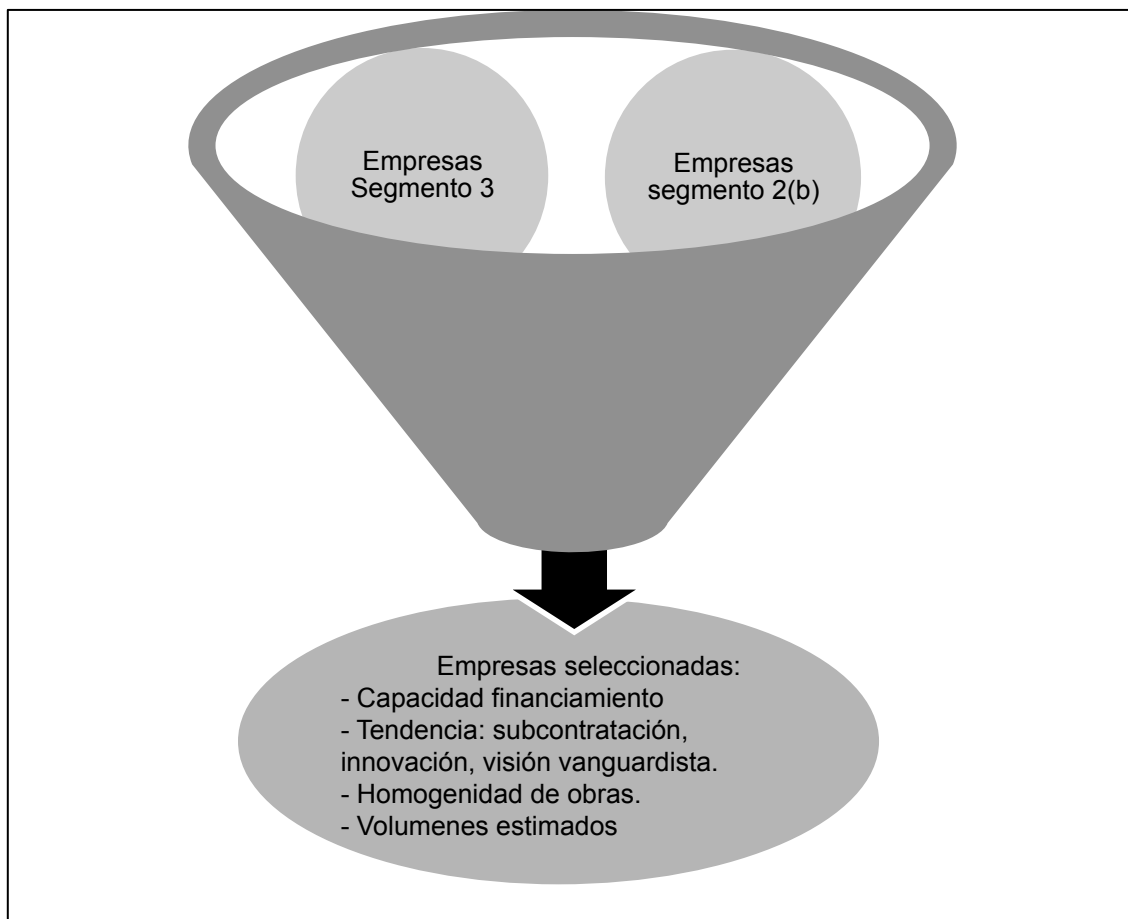 Empresas
Segmento 3
Empresas
segmento 2(b)
Empresas seleccionadas:
- Capacidad financiamiento
- Tendencia: subcontratación,
innovación, visión vanguardista.
- Homogenidad de obras.
- Volumenes estimados